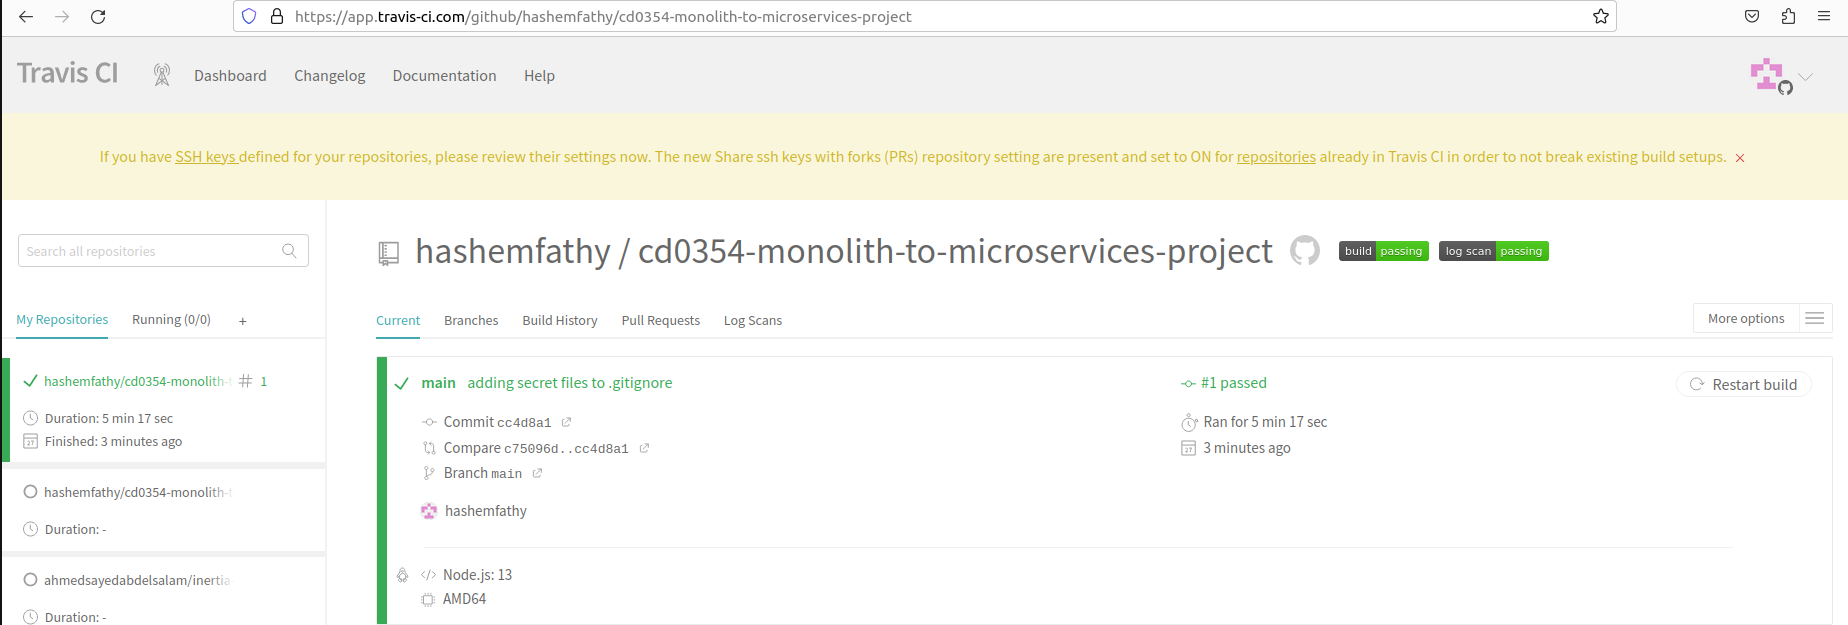 https://app.travis-ci.com/github/hashemfathy/cd0354-monolith-to-microservices-project
Travis CI
Dashboard
Changelog
Documentation
Help
If you have SSH keys defined for your repositories, please review their settings now. The new Share ssh keys with forks (PRs) repository setting are present and set to ON for repositories already in Travis CI in order to not break existing build setups.
Search all repositories
My Repositories
Running (0/0)
+
hashemfathy/cd0354-monolith-t
# 1
Duration: 5 min 17 sec
Finished: 3 minutes ago
hashemfathy/cd0354-monolith-t
Duration: -
ahmedsayedabdelsalam/inertia
Duration: -
hashemfathy / cd0354-monolith-to-microservices-project
build passing
log scan passing
Current
Branches
Build History
Pull Requests
Log Scans
More options
main adding secret files to .gitignore
Commit cc4d8a1
Compare c75096d..cc4d8a1
Branch main
hashemfathy
#1 passed
Ran for 5 min 17 sec
3 minutes ago
Restart build
</> Node.js: 13
AMD64